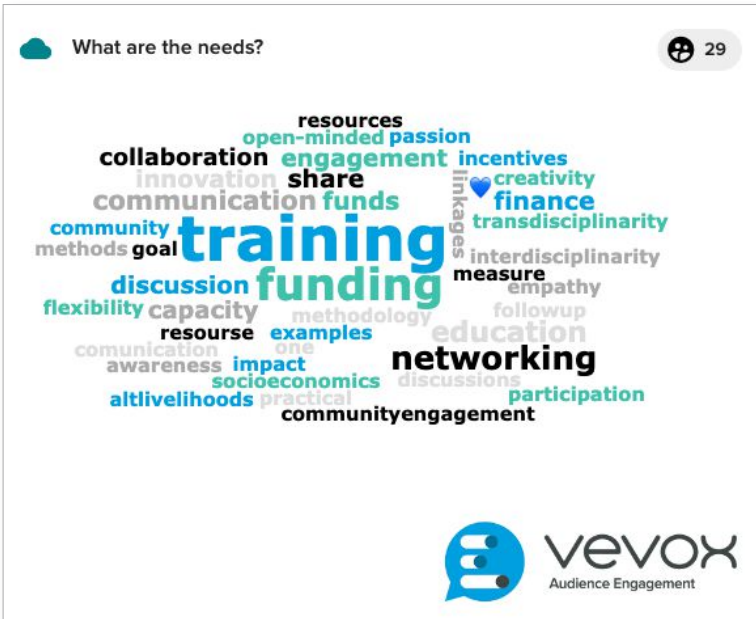 What are the needs?
29
resources
open-minded passion
collaboration engagement incentives
innovation share linkages 💙 creativity
communication funds finance
community training transdisciplinarity
methods goal interdisciplinarity
discussion funding measure
empathy
flexibility capacity methodology followup
resourse examples education
comunication one networking
awareness impact
socioeconomics discussions
altlivelihoods practical participation
communityengagement
vevox
Audience Engagement